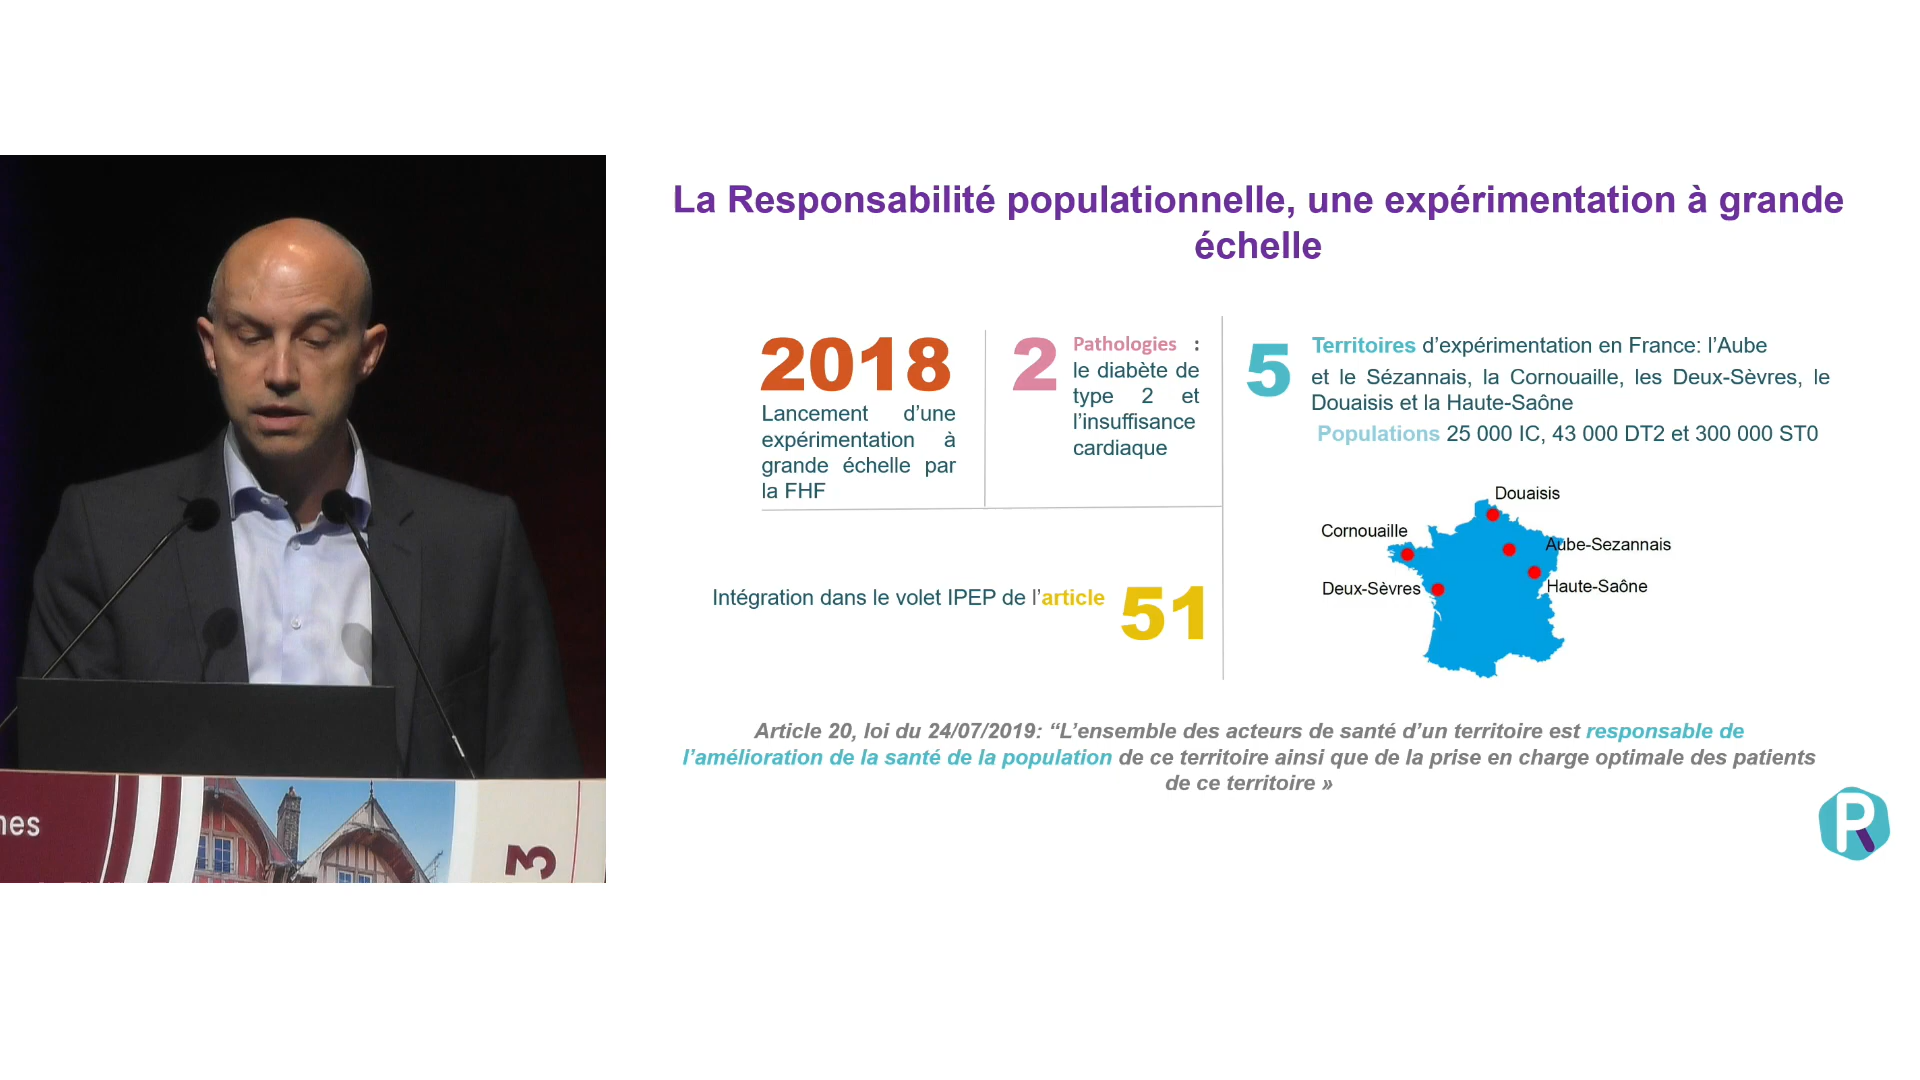 La Responsabilité populationnelle, une expérimentation à grande
échelle
2018
Lancement d’une
expérimentation à
grande échelle par
la FHF
2
Pathologies :
le diabète de
type 2 et
l’insuffisance
cardiaque
5
Territoires d’expérimentation en France: l’Aube
et le Sézannais, la Cornouaille, les Deux-Sèvres, le
Douaisis et la Haute-Saône
Populations 25 000 IC, 43 000 DT2 et 300 000 ST0
Douaisis
Cornouaille
Aube-Sezannais
Deux-Sèvres
Haute-Saône
Intégration dans le volet IPEP de l’article 51
Article 20, loi du 24/07/2019: “L’ensemble des acteurs de santé d’un territoire est responsable de
l’amélioration de la santé de la population de ce territoire ainsi que de la prise en charge optimale des patients
de ce territoire »
PR
nes